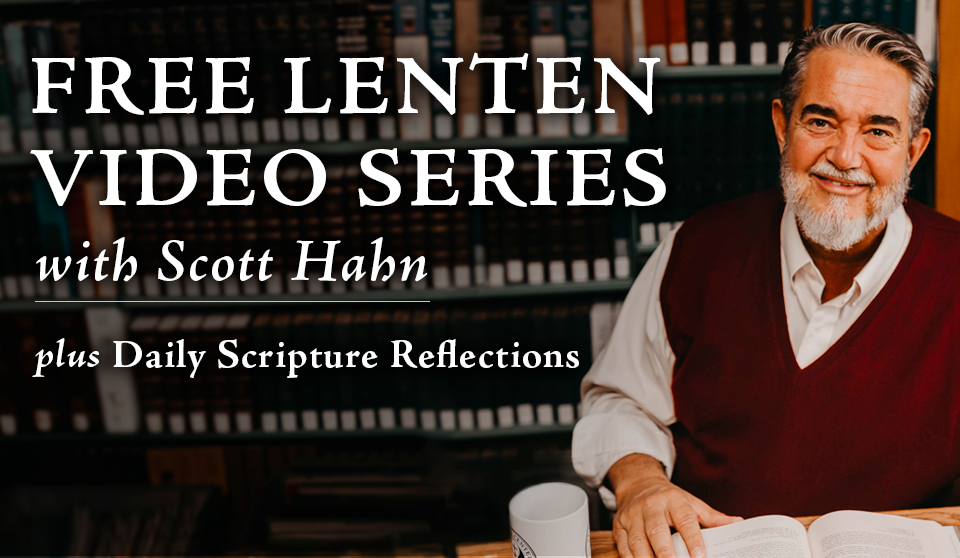 FREE LENTEN
VIDEO SERIES
with Scott Hahn
plus Daily Scripture Reflections